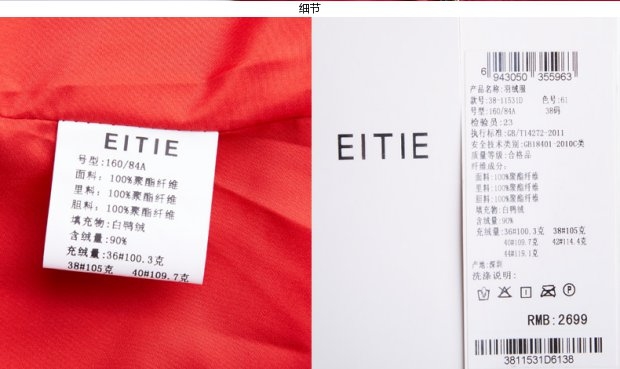 细节
EITIE
号型:160/84A
面料: 100%聚酯纤维
里料: 100%聚酯纤维
胆料: 100%聚酯纤维
填充物:白鸭绒
含绒量:90%
充绒量:36#100.3克
38#105克 40#109.7克
EITIE
6 943050 355963
产品名称:羽绒服
款号:38-11531D 色号:61
号型:160/84A 38码
检验员:23
执行标准:GB/T14272-2011
安全技术类别:GB18401-2010C类
质量等级:合格品
纤维成分:
面料:100%聚酯纤维
里料:100%聚酯纤维
胆料:100%聚酯纤维
填充物:白鸭绒
含绒量:90%
充绒量:36#100.3克 38#105克
40#109.7克 42#114.4克
44#119.1克
产地:深圳
洗涤说明:
RMB:2699
3811531D6138